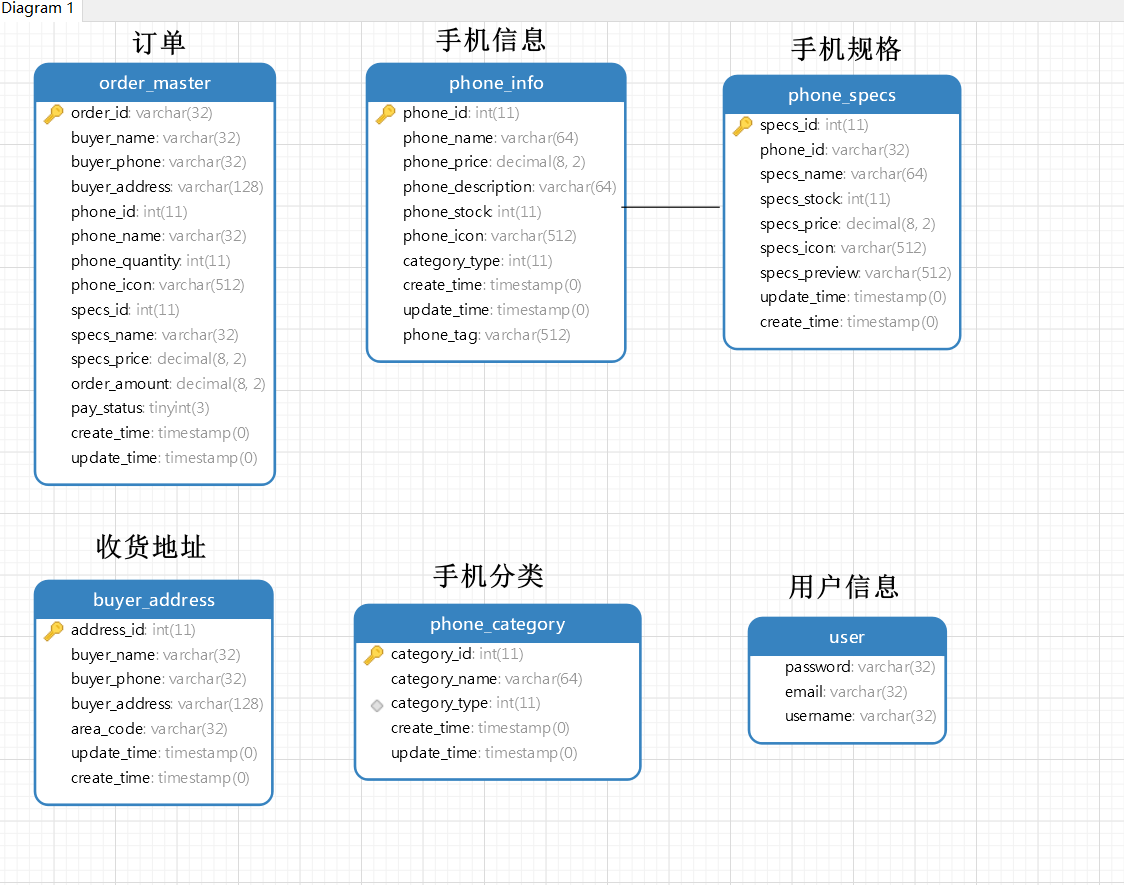 Diagram 1
订单
order_master
order_id: varchar(32)
buyer_name: varchar(32)
buyer_phone: varchar(32)
buyer_address: varchar(128)
phone_id: int(11)
phone_name: varchar(32)
phone_quantity: int(11)
phone_icon: varchar(512)
specs_id: int(11)
specs_name: varchar(32)
specs_price: decimal(8, 2)
order_amount: decimal(8, 2)
pay_status: tinyint(3)
create_time: timestamp(0)
update_time: timestamp(0)
手机信息
phone_info
phone_id: int(11)
phone_name: varchar(64)
phone_price: decimal(8, 2)
phone_description: varchar(64)
phone_stock: int(11)
phone_icon: varchar(512)
category_type: int(11)
create_time: timestamp(0)
update_time: timestamp(0)
phone_tag: varchar(512)
手机规格
phone_specs
specs_id: int(11)
phone_id: varchar(32)
specs_name: varchar(64)
specs_stock: int(11)
specs_price: decimal(8, 2)
specs_icon: varchar(512)
specs_preview: varchar(512)
update_time: timestamp(0)
create_time: timestamp(0)
收货地址
buyer_address
address_id: int(11)
buyer_name: varchar(32)
buyer_phone: varchar(32)
buyer_address: varchar(128)
area_code: varchar(32)
update_time: timestamp(0)
create_time: timestamp(0)
手机分类
phone_category
category_id: int(11)
category_name: varchar(64)
category_type: int(11)
create_time: timestamp(0)
update_time: timestamp(0)
用户信息
user
password: varchar(32)
email: varchar(32)
username: varchar(32)